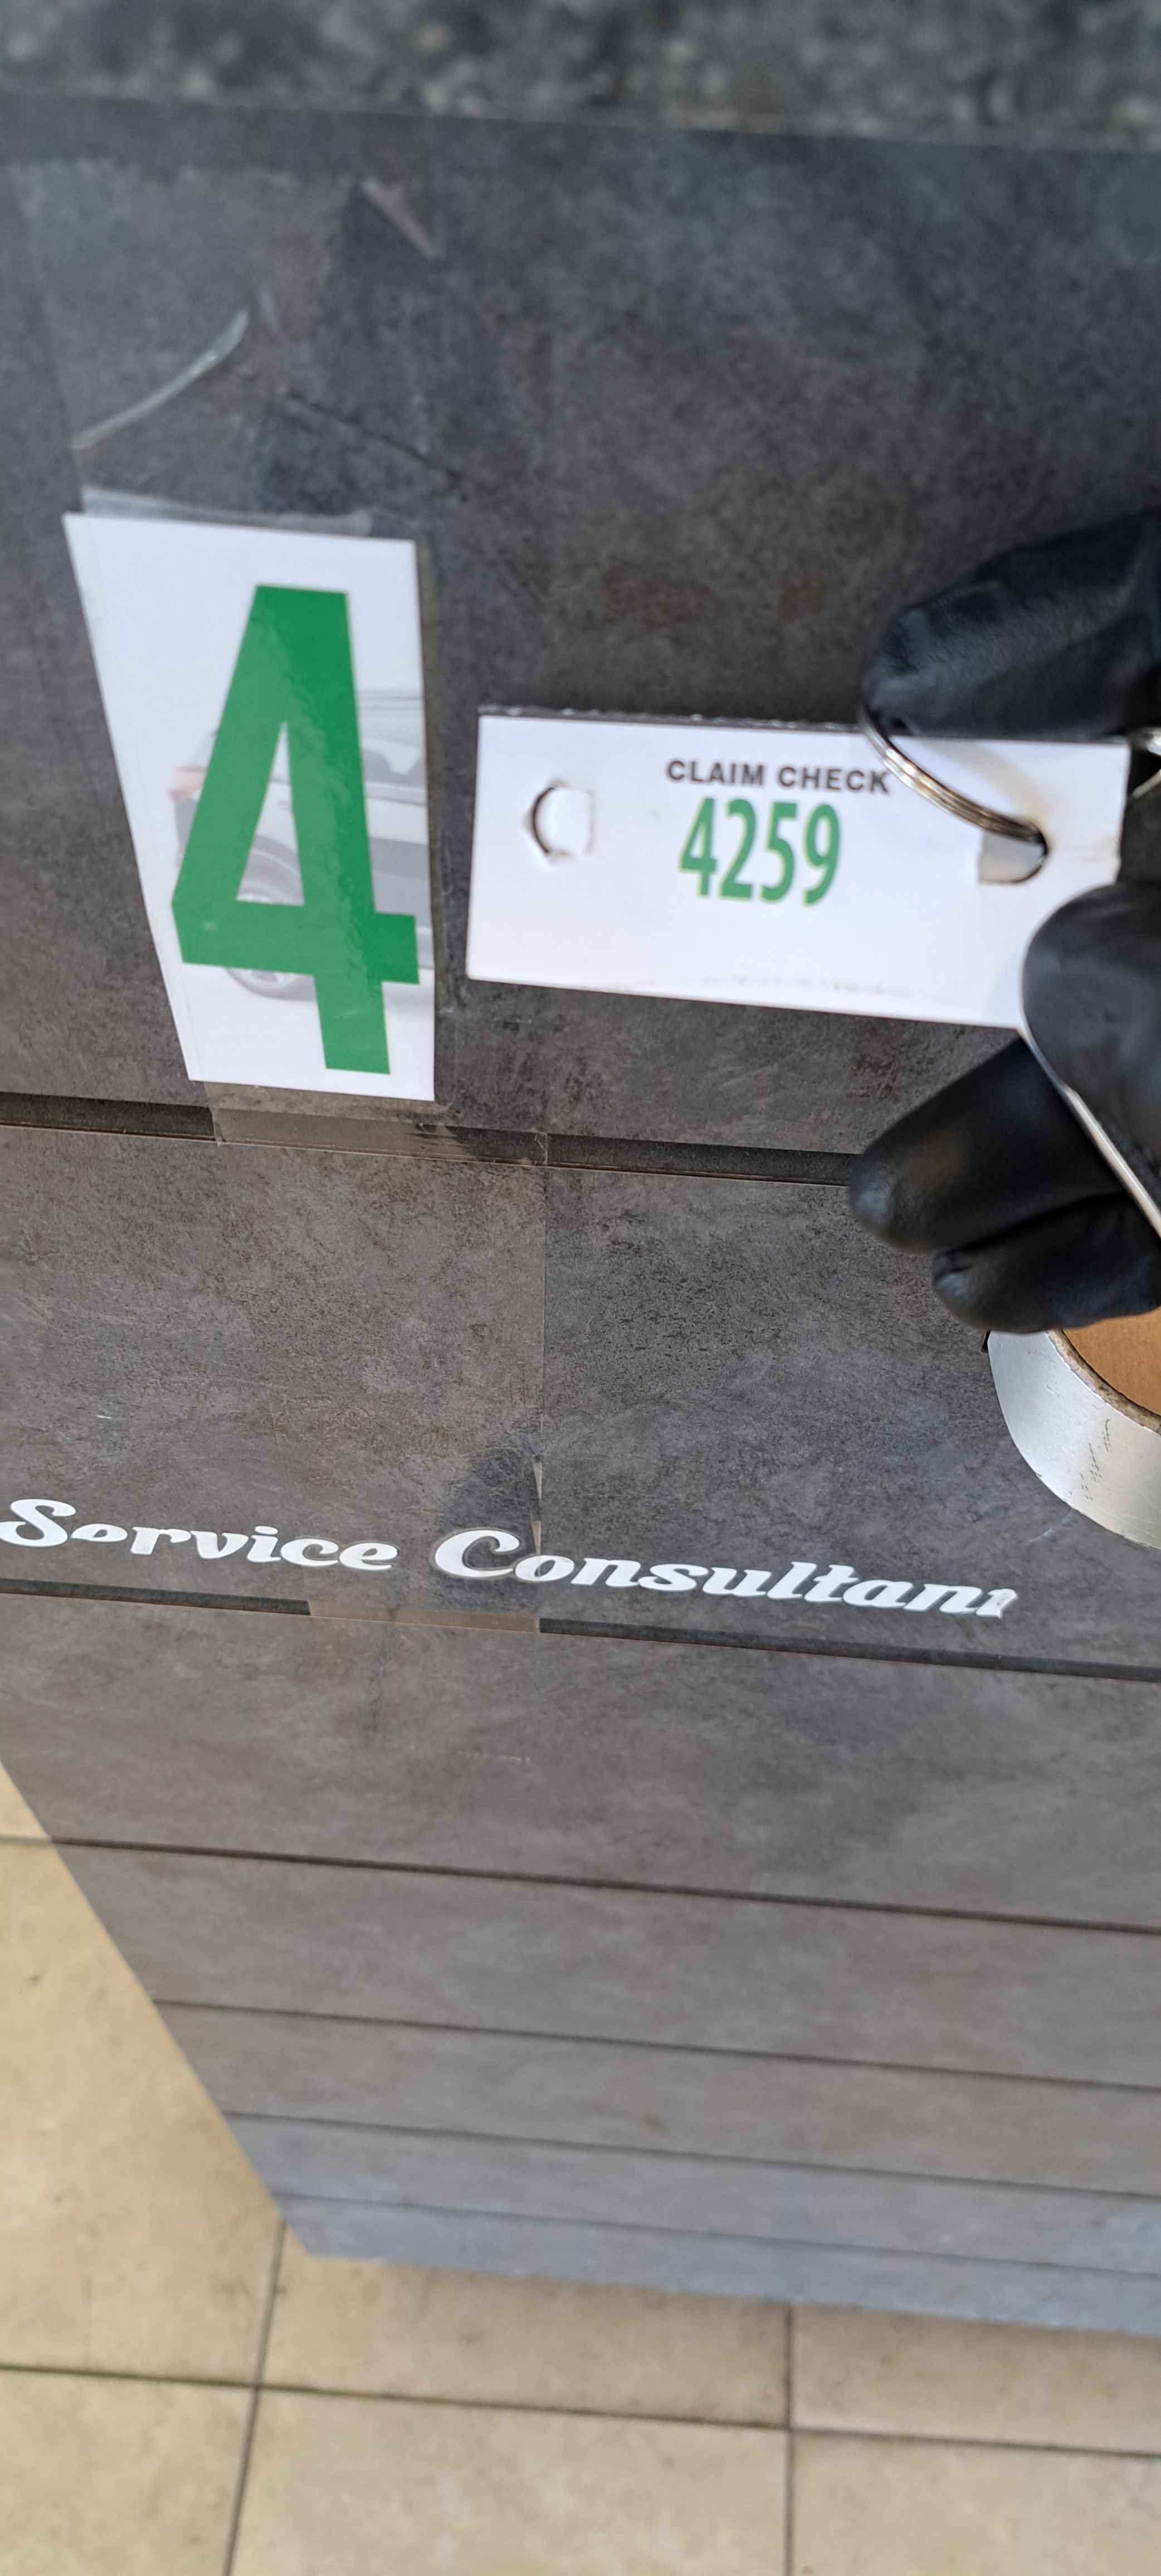 4
CLAIM CHECK
4259
Service Consultant